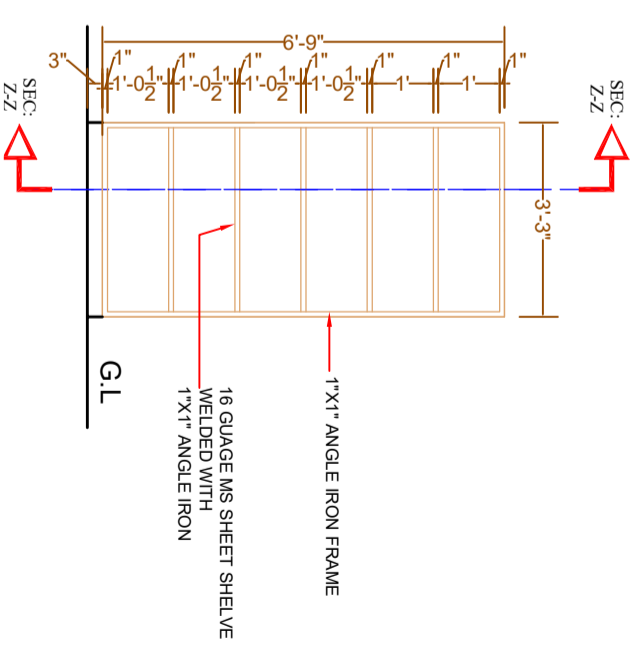 6'-9"
3"
1"
1'-0½"
1"
1'-0½"
1"
1'-0½"
1"
1'-0½"
1"
1'
1"
1'
1"
SEC:
Z-Z
SEC:
Z-Z
3'-3"
G.L
1"X1" ANGLE IRON FRAME
16 GUAGE MS SHEET SHELVE
WELDED WITH
1"X1" ANGLE IRON